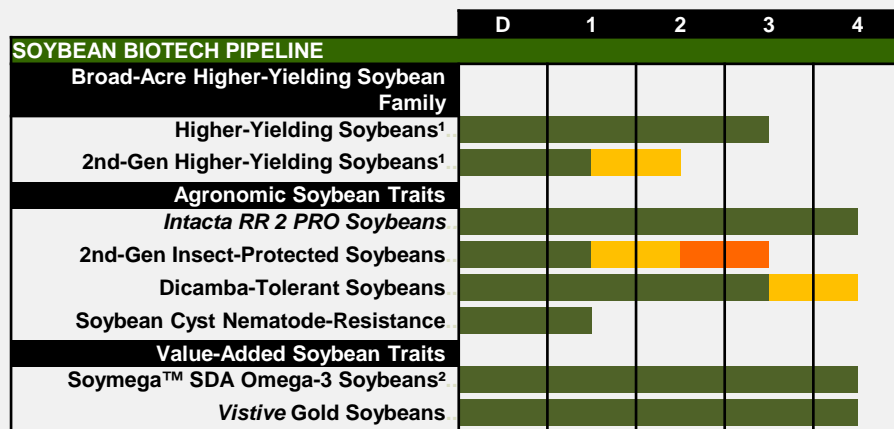 D 1 2 3 4
SOYBEAN BIOTECH PIPELINE
Broad-Acre Higher-Yielding Soybean
Family
Higher-Yielding Soybeans¹
2nd-Gen Higher-Yielding Soybeans¹
Agronomic Soybean Traits
Intacta RR 2 PRO Soybeans
2nd-Gen Insect-Protected Soybeans
Dicamba-Tolerant Soybeans
Soybean Cyst Nematode-Resistance
Value-Added Soybean Traits
Soymega™ SDA Omega-3 Soybeans²
Vistive Gold Soybeans